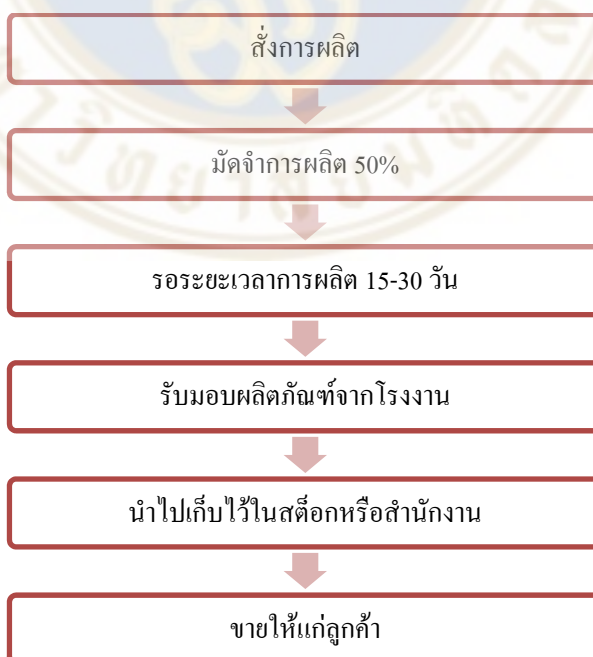 สั่งการผลิต
มัดจำการผลิต 50%
รอระยะเวลาการผลิต 15-30 วัน
รับมอบผลิตภัณฑ์จากโรงงาน
นำไปเก็บไว้ในสต็อกหรือสำนักงาน
ขายให้แก่ลูกค้า